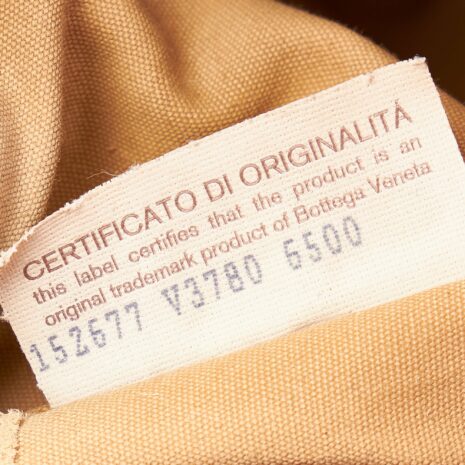 CERTIFICATO DI ORIGINALITÁ
this label certifies that the product is an
original trademark product of Bottega Veneta
152677 V3780 6500